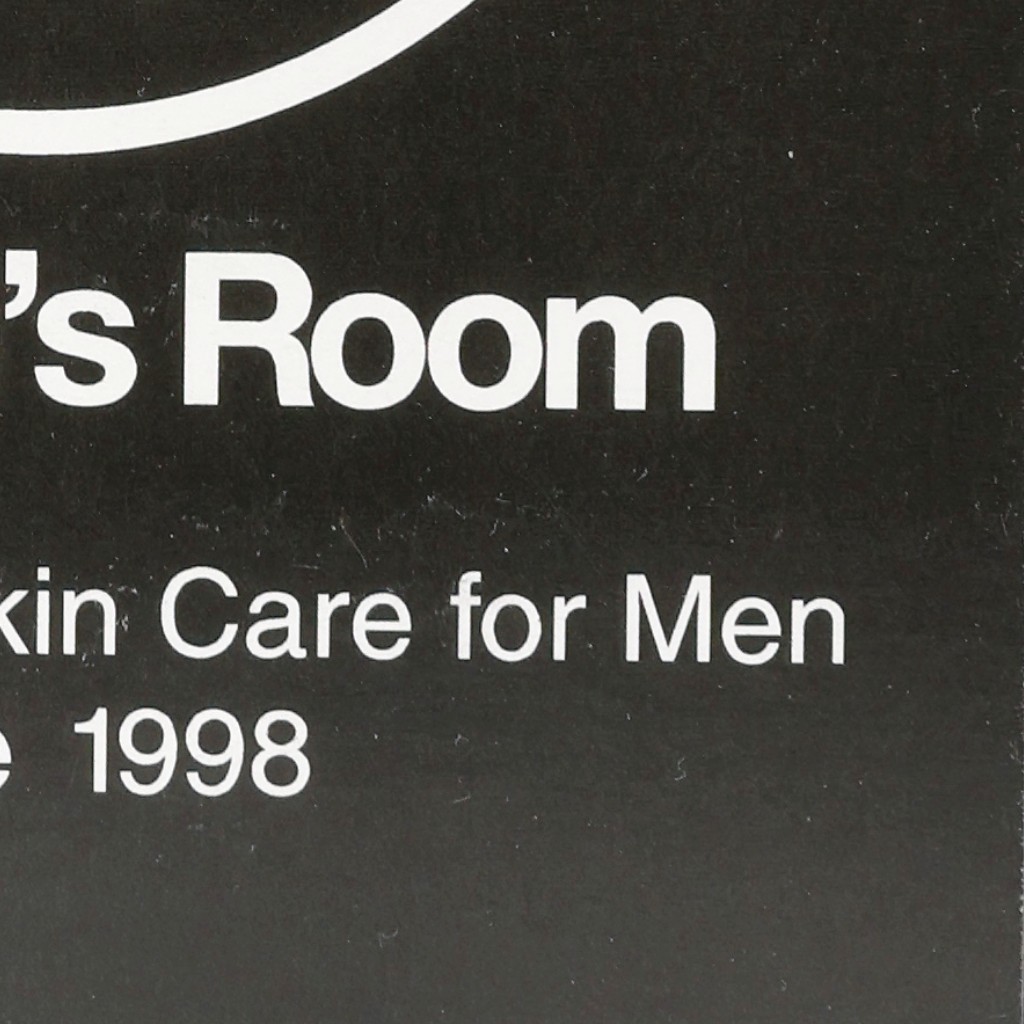 's Room
kin Care for Men
e 1998